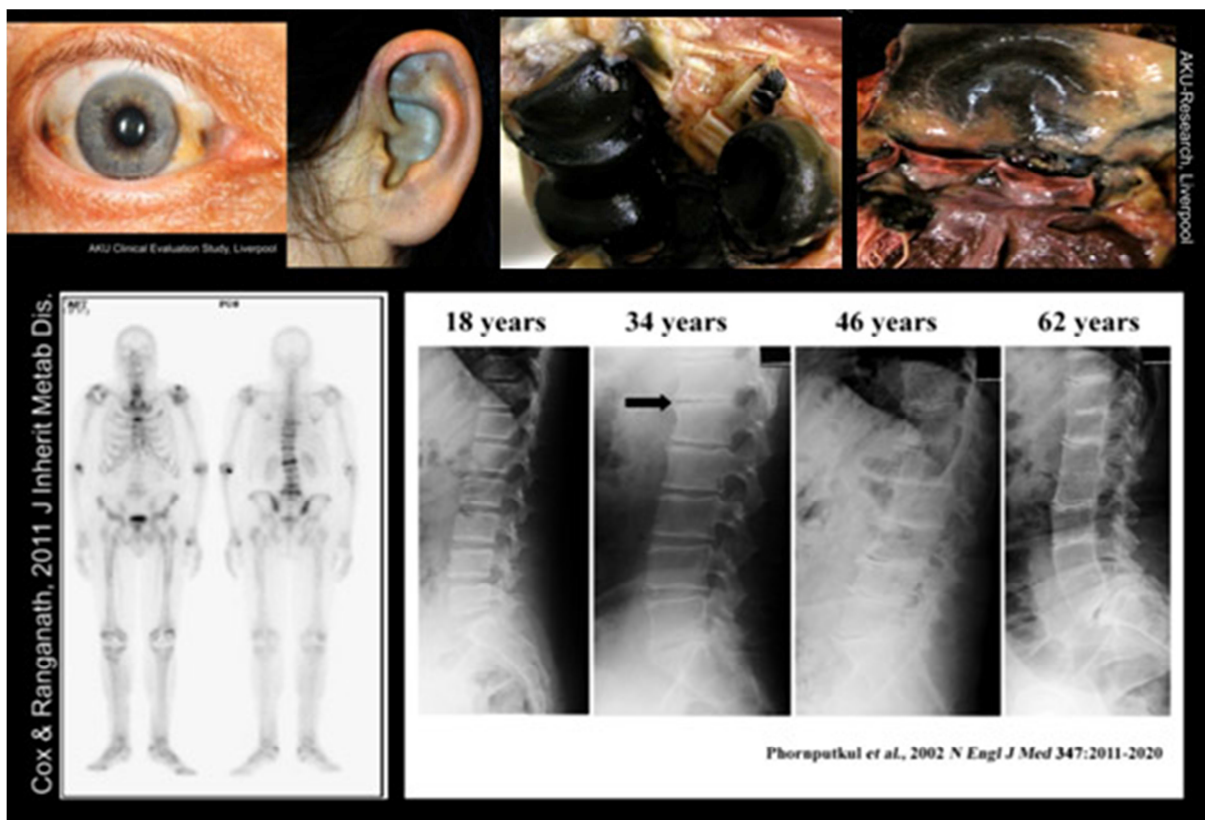 AKU Clinical Evaluation Study, Liverpool
AKU-Research, Liverpool
Cox & Ranganath, 2011 J Inherit Metab Dis.
18 years
34 years
46 years
62 years
Phornputkul et al., 2002 N Engl J Med 347:2011-2020